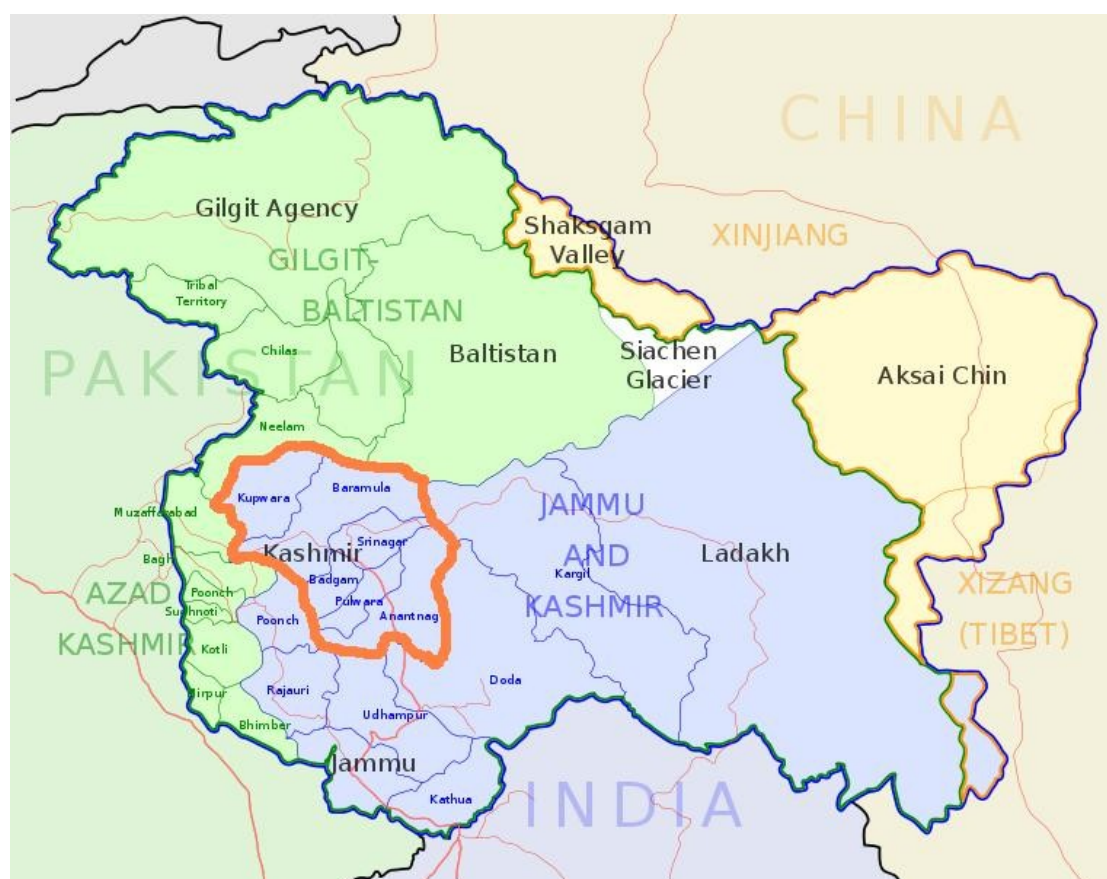 CHINA
Gilgit Agency
Shaksgam
Valley
XINJIANG
GILGIT-
BALTISTAN
Tribal
Territory
Chilas
Baltistan
Siachen
Glacier
PAKISTAN
Aksai Chin
Neelam
Kupwara
Baramula
Muzaffarabad
JAMMU
AND
KASHMIR
Srinagar
Kashmir
Ladakh
Bagh
Badgam
Kargil
AZAD
KASHMIR
Poonch
Pulwara
XIZANG
(TIBET)
Sudhnoti
Poonch
Anantnag
Kotli
Doda
Mirpur
Rajauri
Udhampur
Bhimber
Jammu
Kathua
INDIA